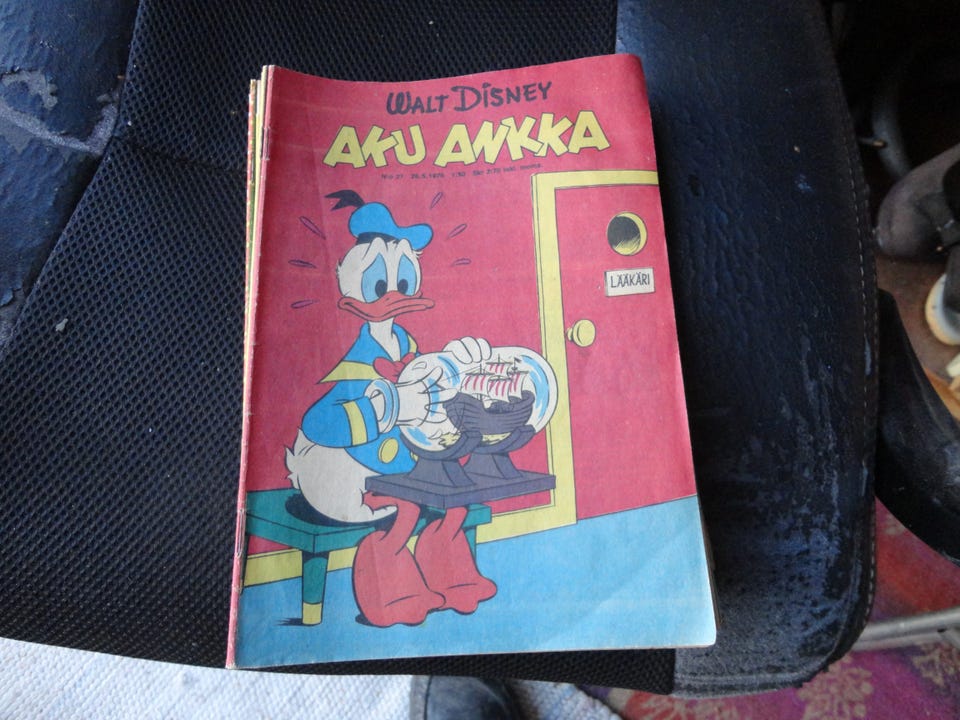 WALT DISNEY
AKU ANKKA
LÄÄKÄRI